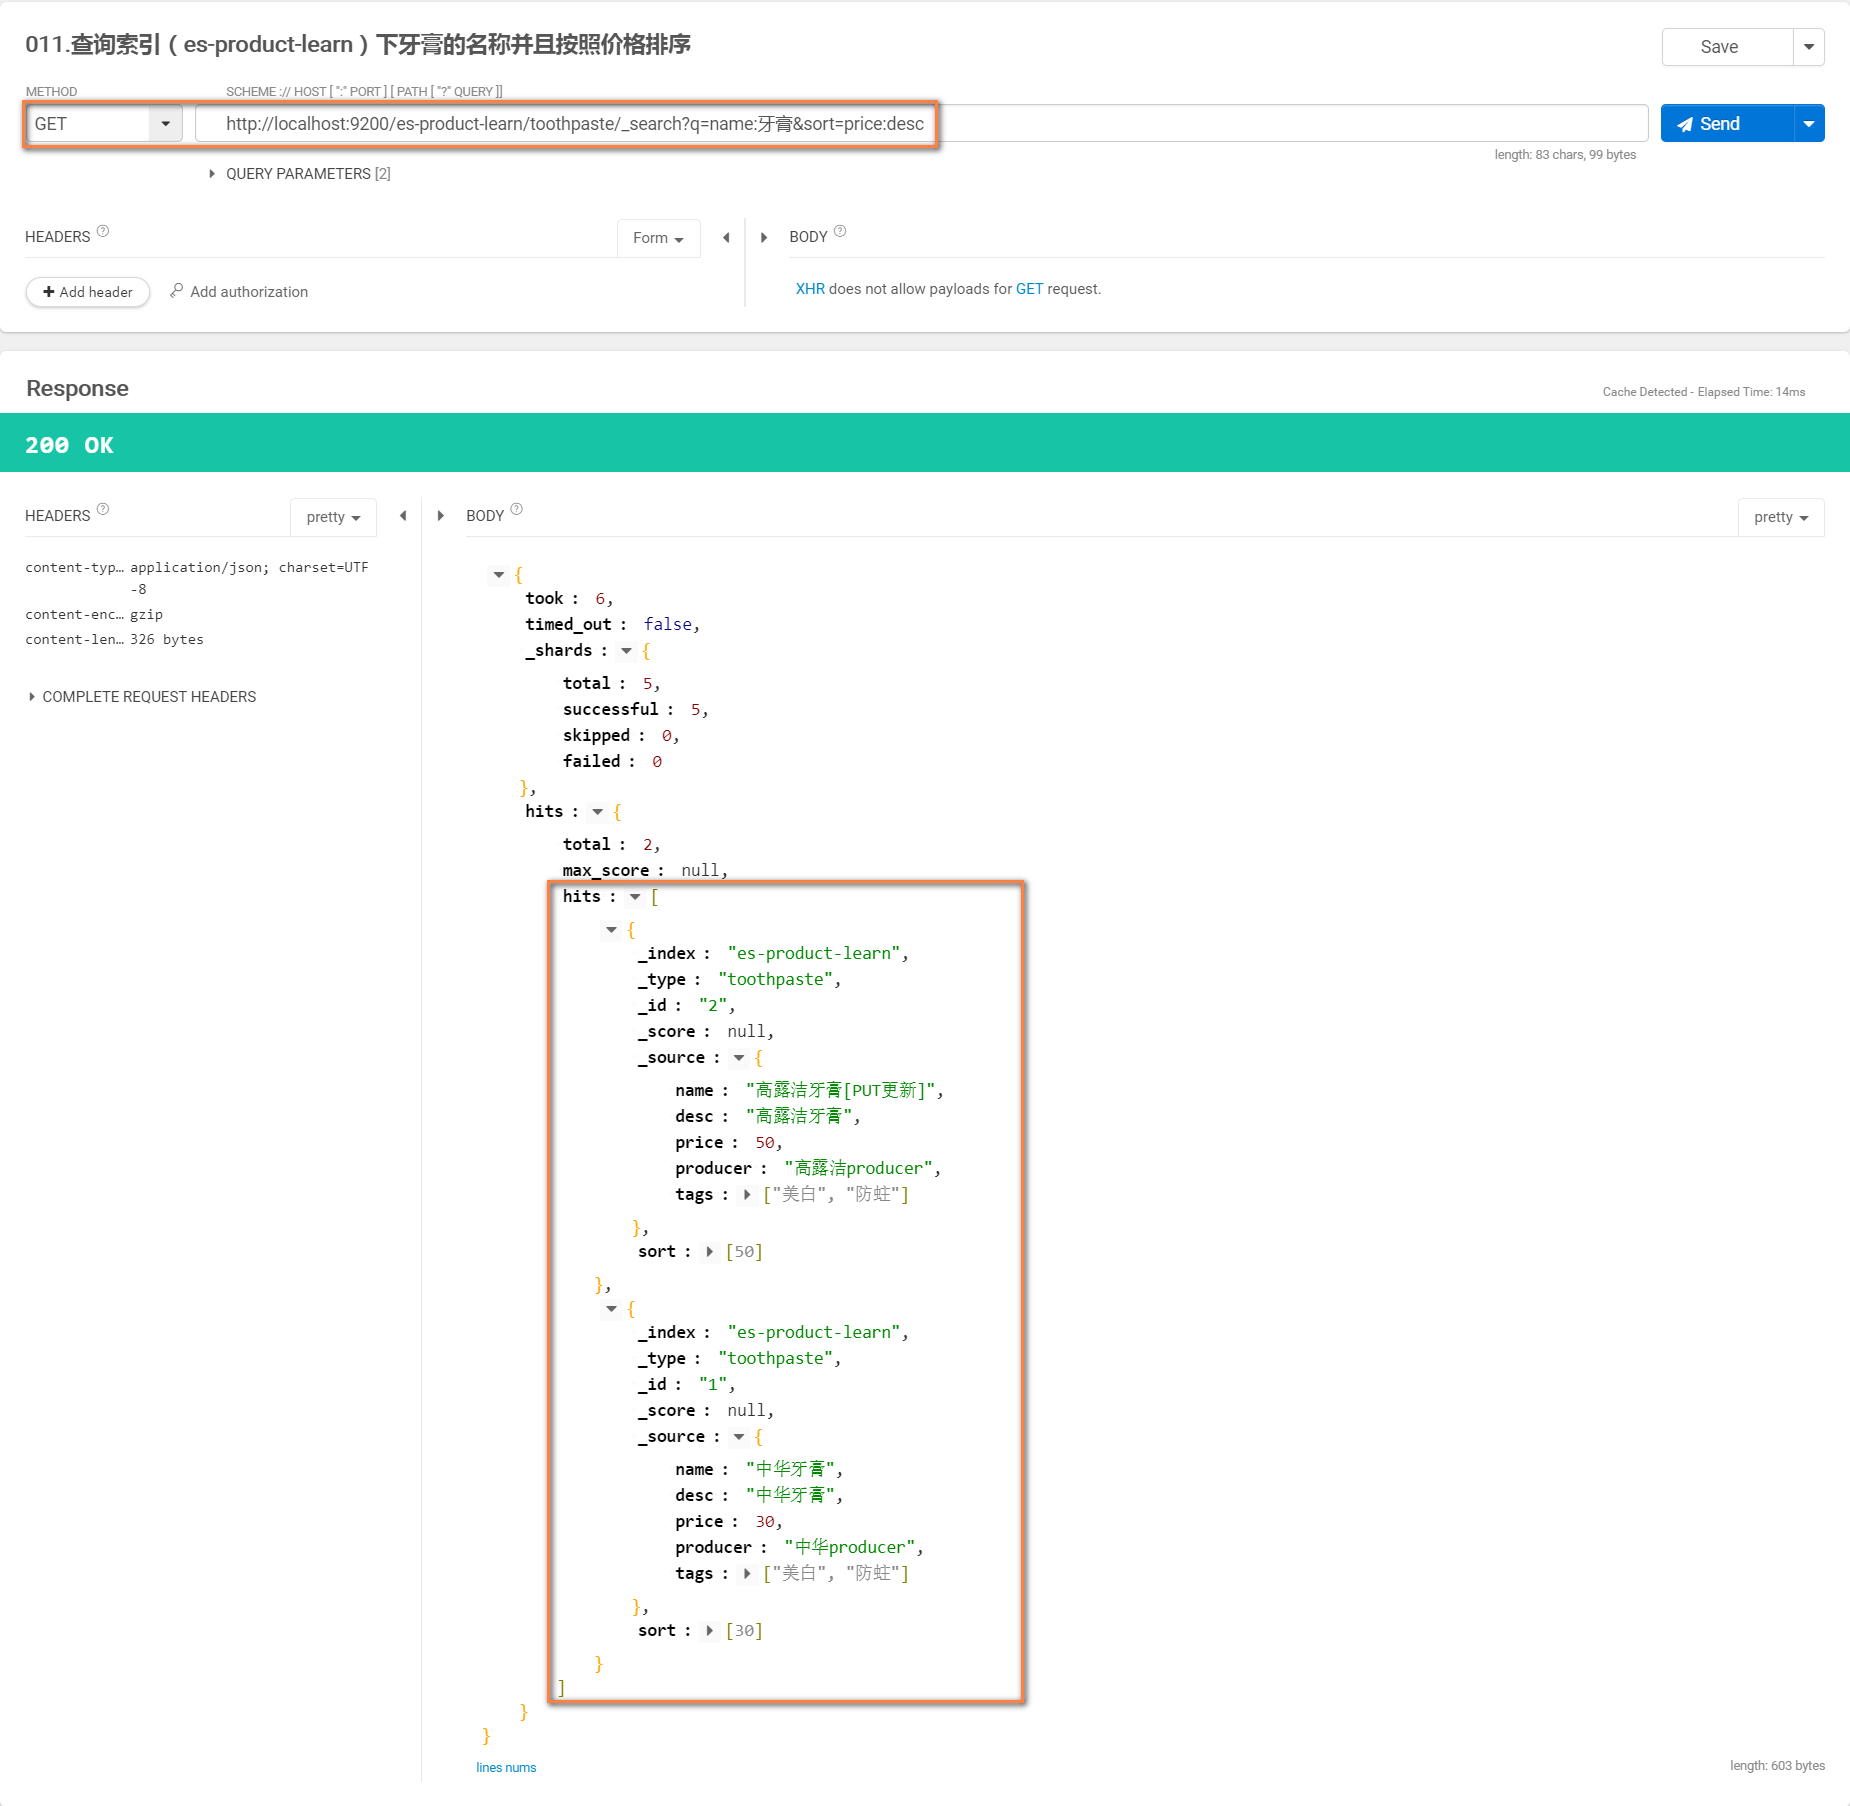 011.查询索引（es-product-learn）下牙膏的名称并且按照价格排序
Save
METHOD
SCHEME :// HOST [ ":" PORT ] [ PATH [ "?" QUERY ]]
GET
http://localhost:9200/es-product-learn/toothpaste/_search?q=name:牙膏&sort=price:desc
Send
length: 83 chars, 99 bytes
QUERY PARAMETERS [2]
HEADERS ?
Form
BODY ?
+ Add header
Add authorization
XHR does not allow payloads for GET request.
Response
Cache Detected - Elapsed Time: 14ms
200 OK
HEADERS ?
pretty
BODY ?
pretty
content-typ… application/json; charset=UTF
-8
content-enc… gzip
content-len… 326 bytes
COMPLETE REQUEST HEADERS
{
took : 6,
timed_out : false,
_shards : {
total : 5,
successful : 5,
skipped : 0,
failed : 0
},
hits : {
total : 2,
max_score : null,
hits : [
{
_index : "es-product-learn",
_type : "toothpaste",
_id : "2",
_score : null,
_source : {
name : "高露洁牙膏[PUT更新]",
desc : "高露洁牙膏",
price : 50,
producer : "高露洁producer",
tags : ["美白", "防蛀"]
},
sort : [50]
},
{
_index : "es-product-learn",
_type : "toothpaste",
_id : "1",
_score : null,
_source : {
name : "中华牙膏",
desc : "中华牙膏",
price : 30,
producer : "中华producer",
tags : ["美白", "防蛀"]
},
sort : [30]
}
]
}
}
lines nums
length: 603 bytes